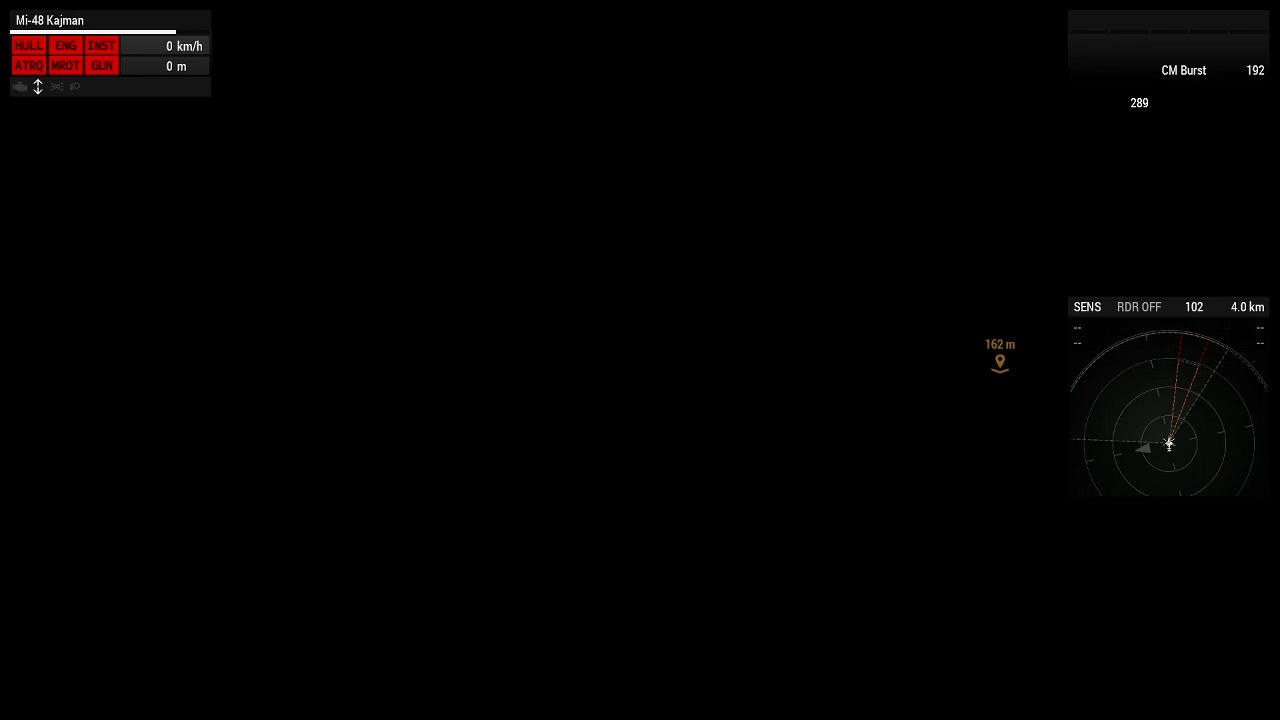 Mi-48 Kajman
HULL ENG INST 0 km/h
ATRQ MROT GUN 0 m
CM Burst 192
289
SENS RDR OFF 102 4.0 km
-- --
-- --
162 m